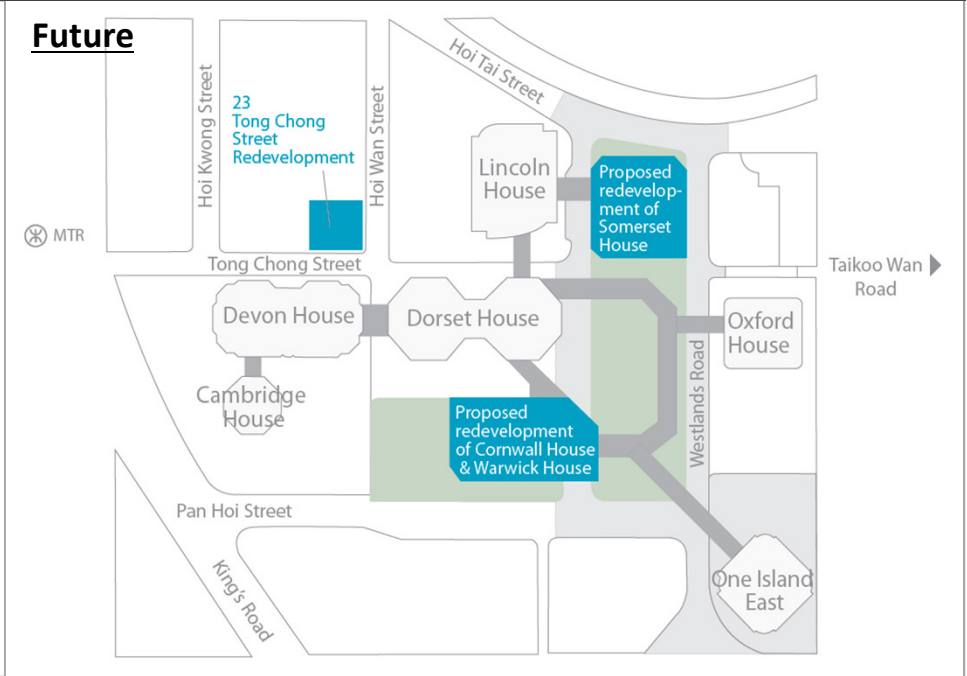 Future
Hoi Kwong Street
23
Tong Chong
Street
Redevelopment
Hoi Wan Street
Hoi Tai Street
Lincoln
House
Proposed
redevelop-
ment of
Somerset
House
MTR
Tong Chong Street
Taikoo Wan
Road
Devon House
Dorset House
Oxford
House
Westlands Road
Cambridge
House
Proposed
redevelopment
of Cornwall House
& Warwick House
Pan Hoi Street
King's Road
One Island
East